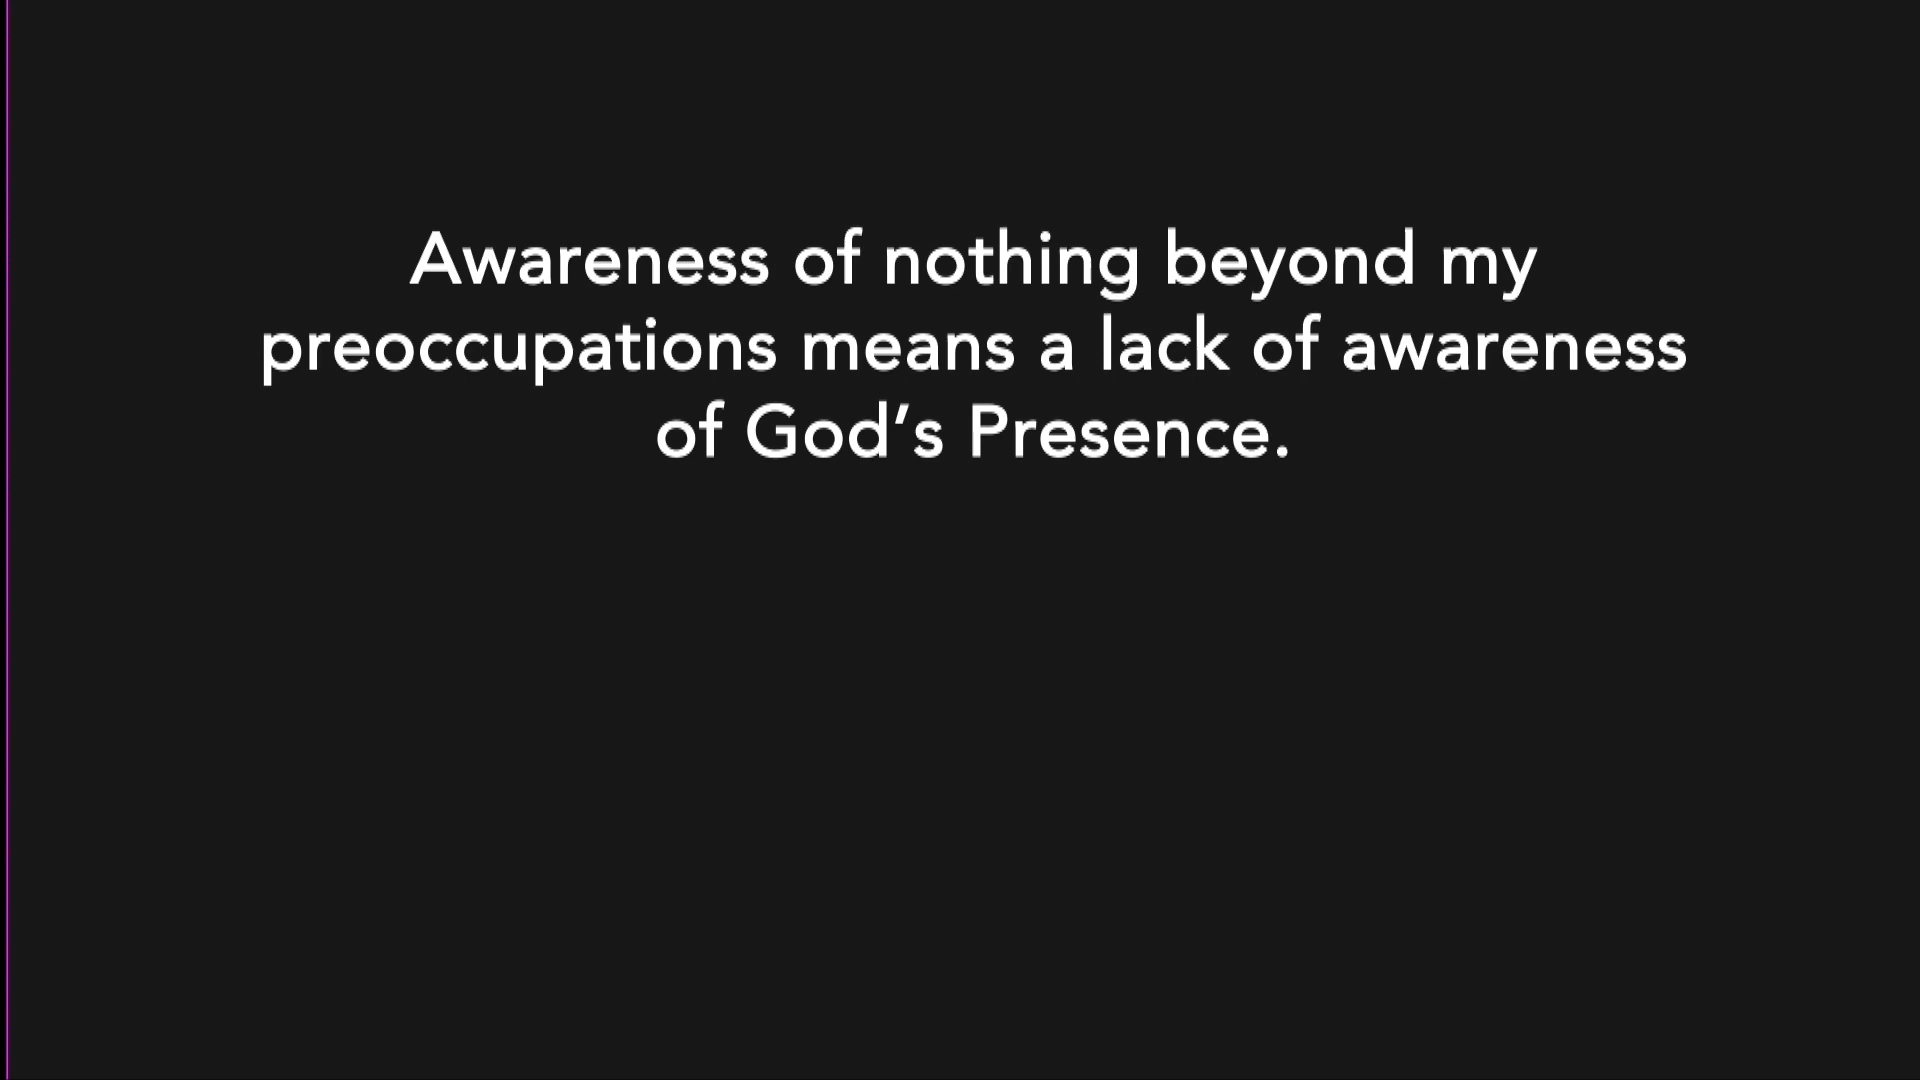 Awareness of nothing beyond my
preoccupations means a lack of awareness
of God’s Presence.